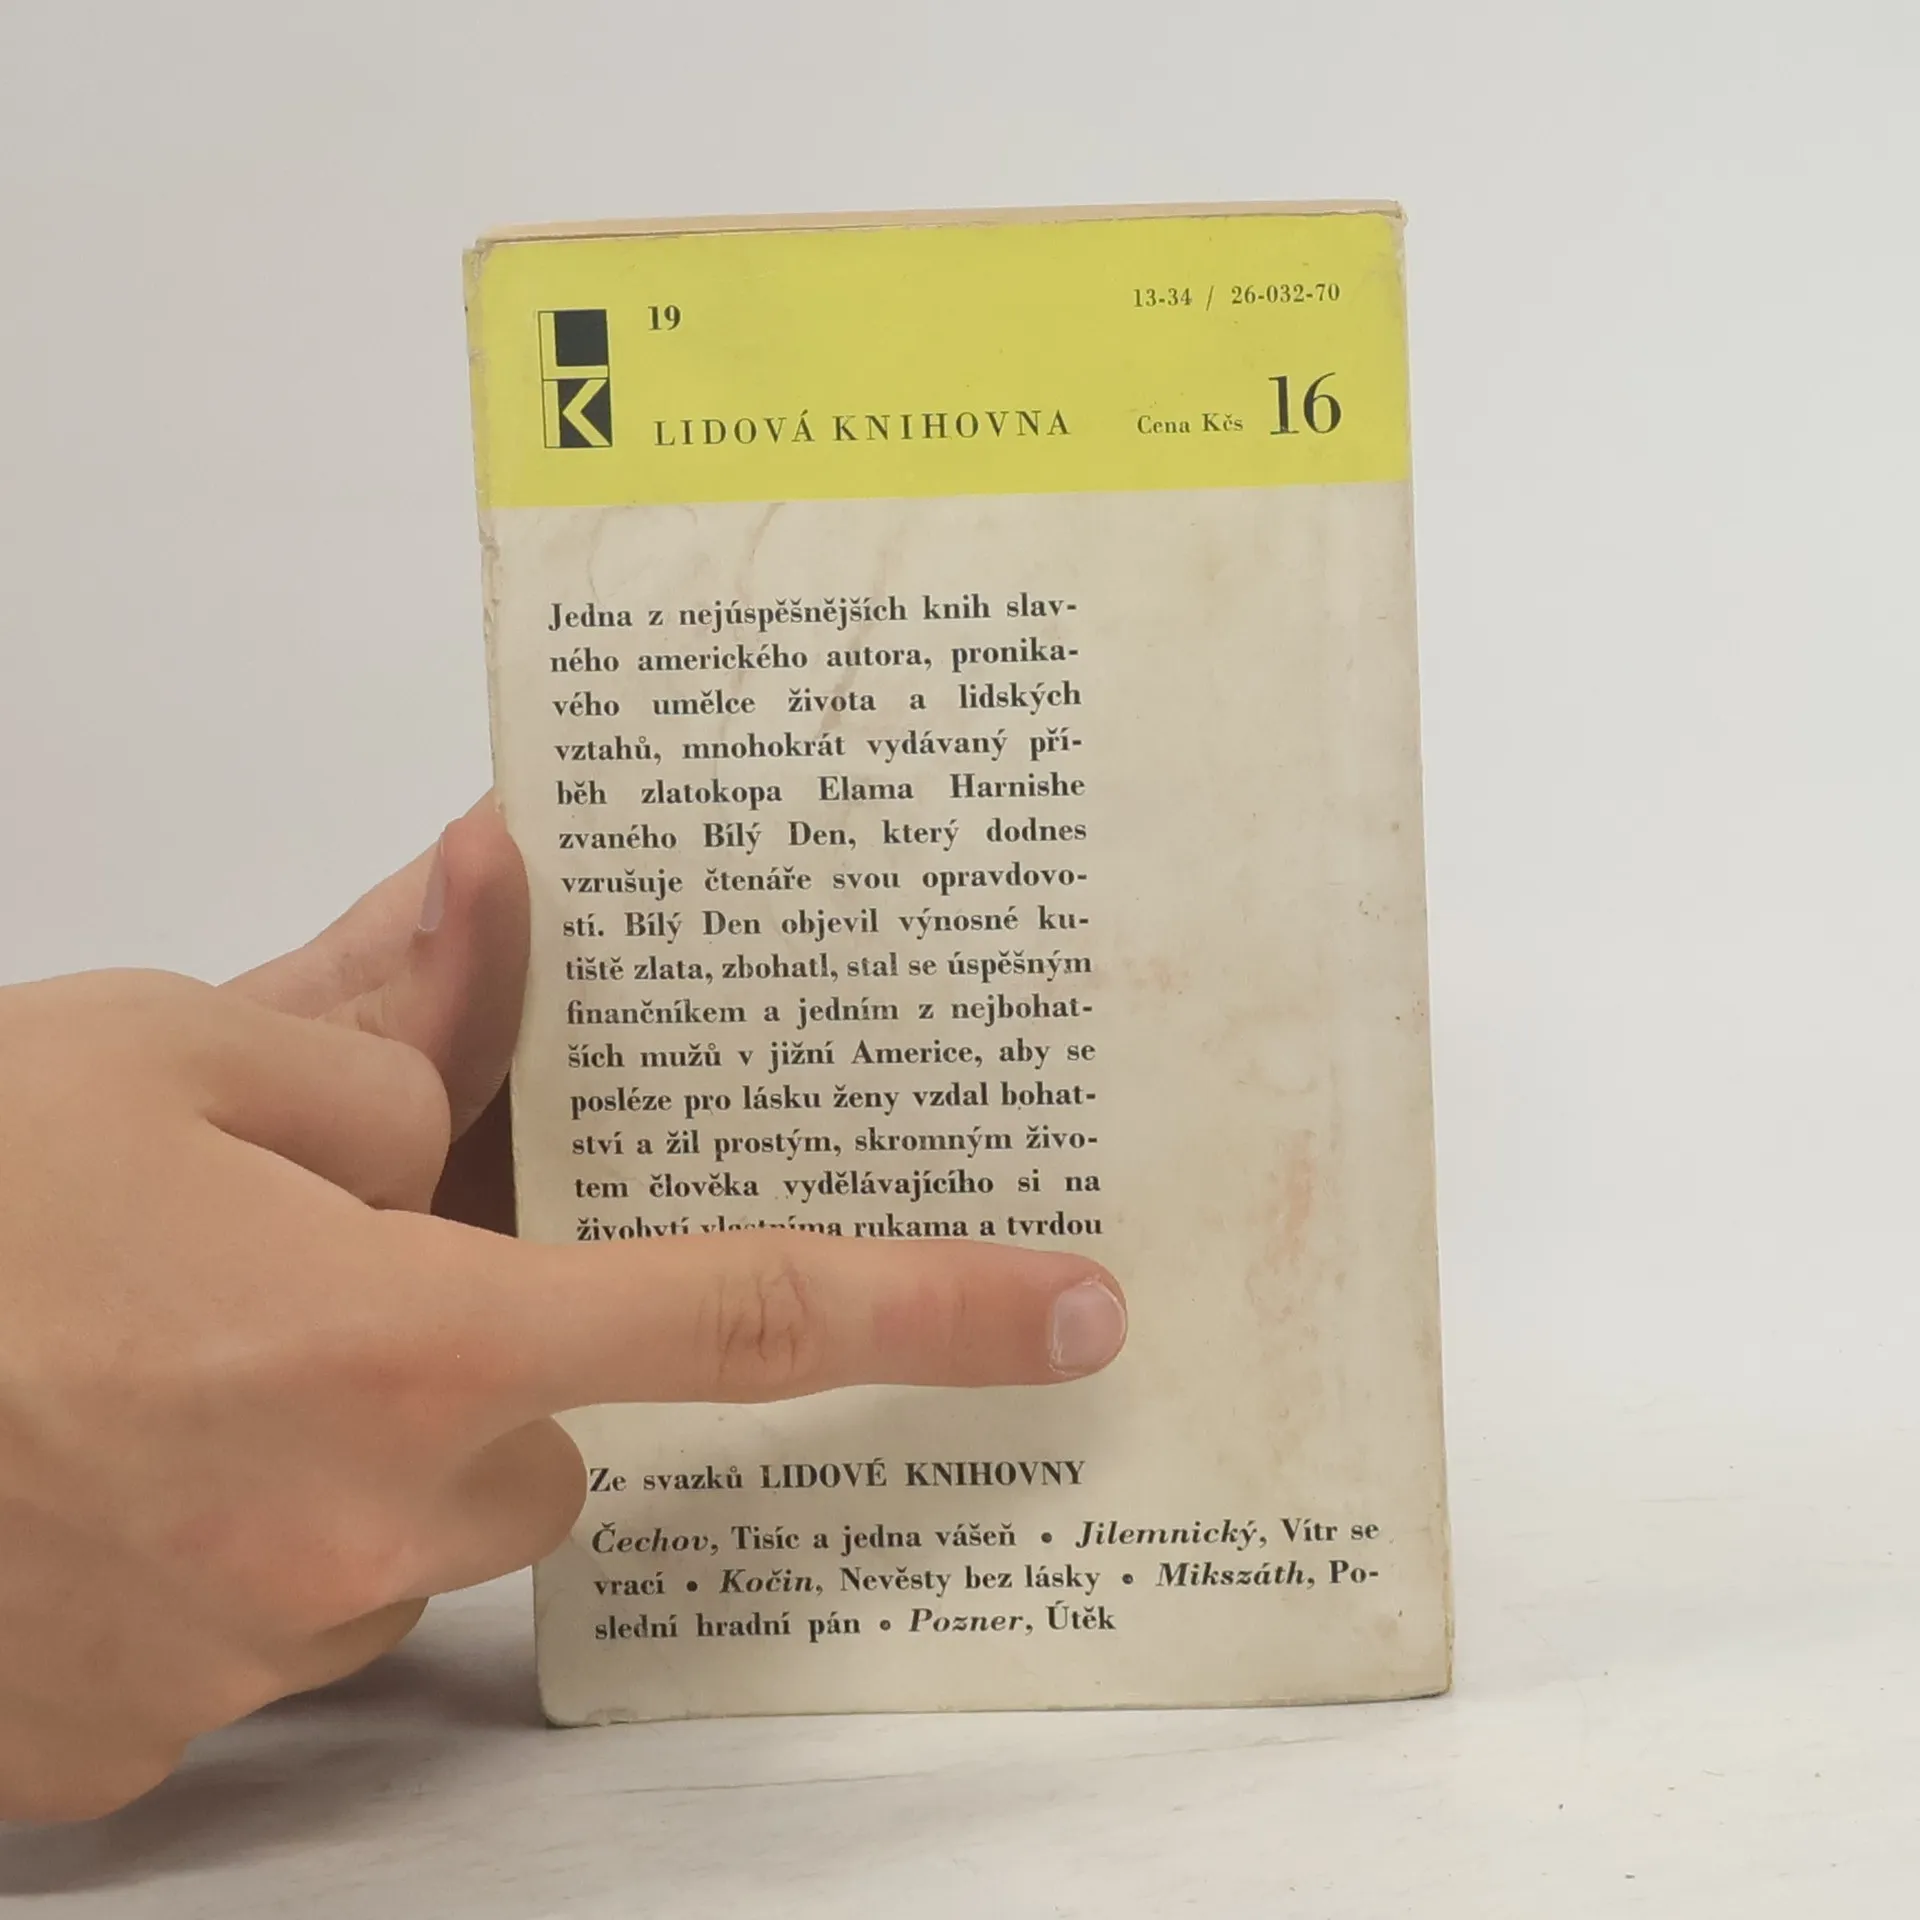 LK
19
13-34 / 26-032-70
LIDOVÁ KNIHOVNA
Cena Kčs 16
Jedna z nejúspěšnějších knih slav-
ného amerického autora, pronika-
vého umělce života a lidských
vztahů, mnohokrát vydávaný pří-
běh zlatokopa Elama Harnishe
zvaného Bílý Den, který dodnes
vzrušuje čtenáře svou opravdovo-
stí. Bílý Den objevil výnosné ku-
tiště zlata, zbohatl, stal se úspěšným
finančníkem a jedním z nejbohat-
ších mužů v jižní Americe, aby se
posléze pro lásku ženy vzdal bohat-
ství a žil prostým, skromným živo-
tem člověka vydělávajícího si na
živobytí vlastníma rukama a tvrdou
Ze svazků LIDOVÉ KNIHOVNY
Čechov, Tisíc a jedna vášeň • Jilemnický, Vítr se
vrací • Kočin, Nevěsty bez lásky • Mikszáth, Po-
slední hradní pán • Pozner, Útěk